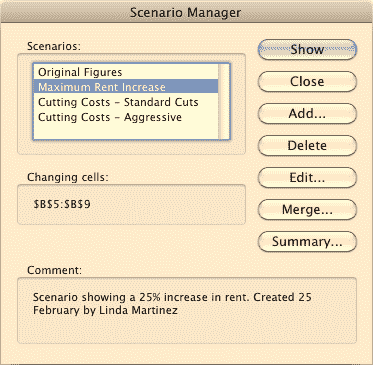 Scenario Manager
Scenarios:
Original Figures
Maximum Rent Increase
Cutting Costs – Standard Cuts
Cutting Costs – Aggressive
Show
Close
Add...
Delete
Edit...
Merge...
Summary...
Changing cells:
$B$5:$B$9
Comment:
Scenario showing a 25% increase in rent. Created 25
February by Linda Martinez